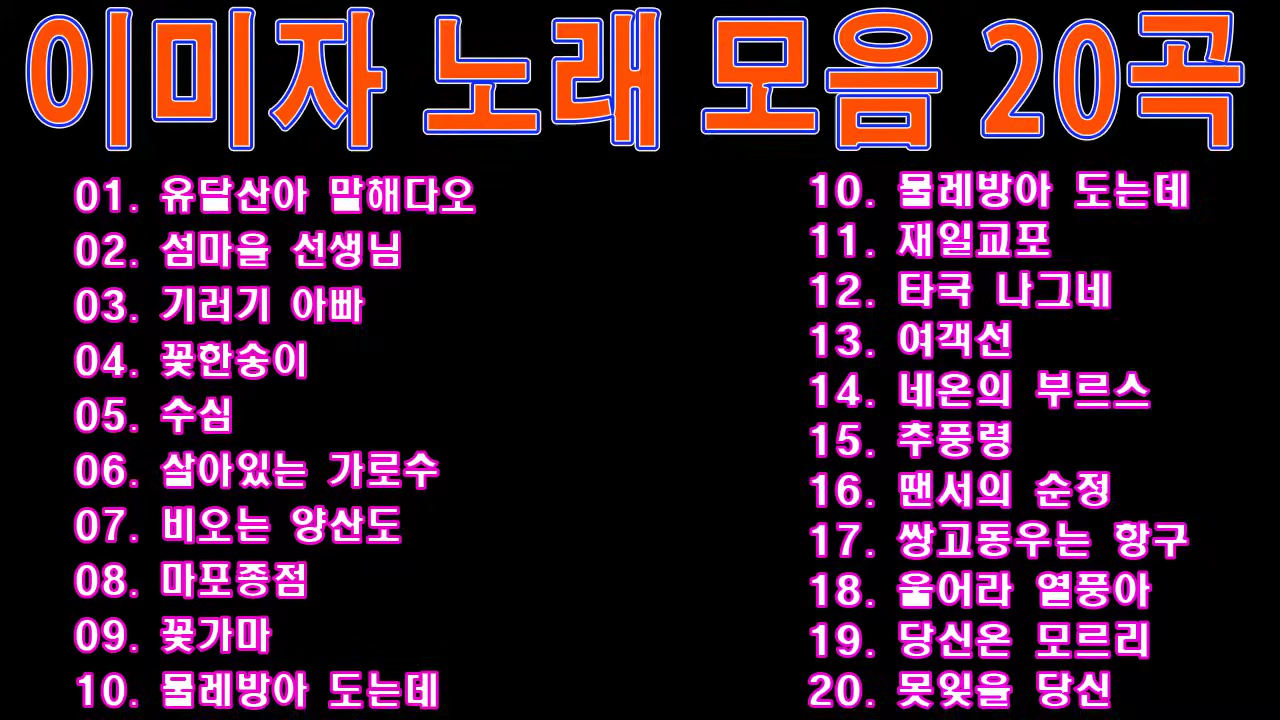 이미자 노래 모음 20곡
01. 유달산아 말해다오
02. 섬마을 선생님
03. 기러기 아빠
04. 꽃한송이
05. 수심
06. 살아있는 가로수
07. 비오는 양산도
08. 마포종점
09. 꽃가마
10. 물레방아 도는데
10. 물레방아 도는데
11. 재일교포
12. 타국 나그네
13. 여객선
14. 네온의 부르스
15. 추풍령
16. 땐서의 순정
17. 쌍고동우는 항구
18. 울어라 열풍아
19. 당신은 모르리
20. 못잊을 당신